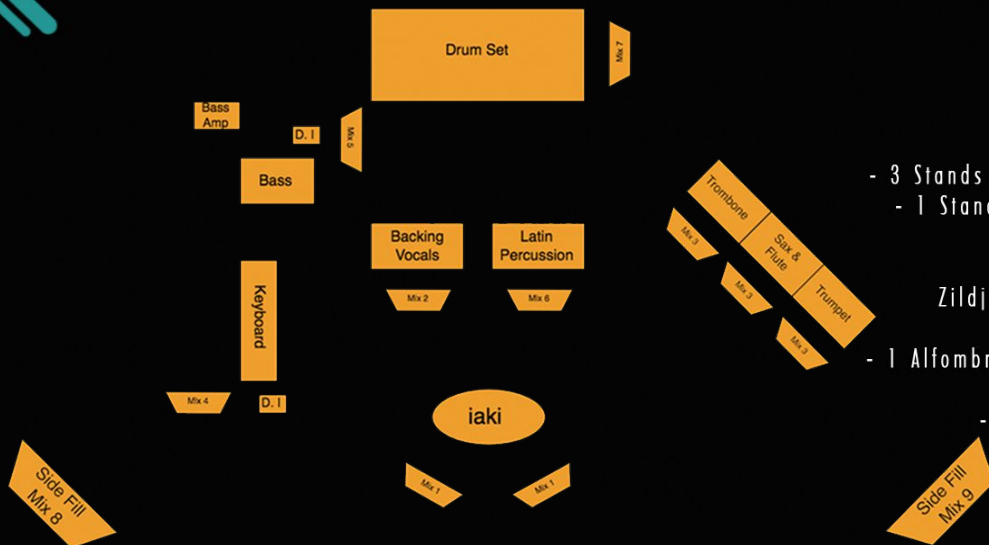 Drum Set
Mix 7
Bass
Amp
D. I
Mix 5
Bass
Backing
Vocals
Latin
Percussion
Mix 2
Mix 6
Trombone
Sax &
Flute
Trumpet
Mix 3
Mix 3
Mix 3
Keyboard
Mix 4
D. I
iaki
Mix 1
Mix 1
Side Fill
Mix 8
Side Fill
Mix 9
- 3 Stands
- 1 Stan
Zildj
- 1 Alfombr
-